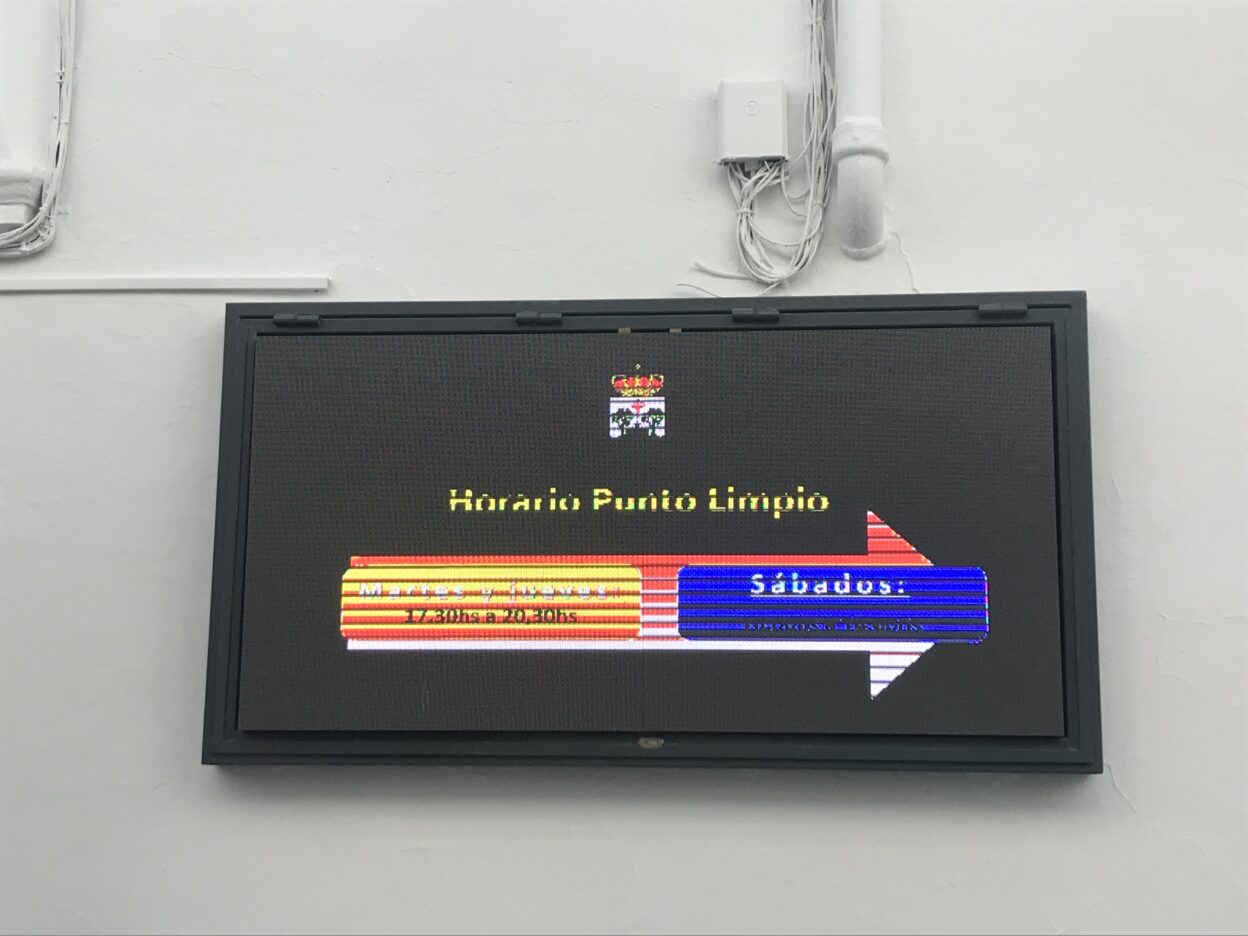 Horario Punto Limpio
Martes y jueves:
17.30hs a 20,30hs
Sábados: